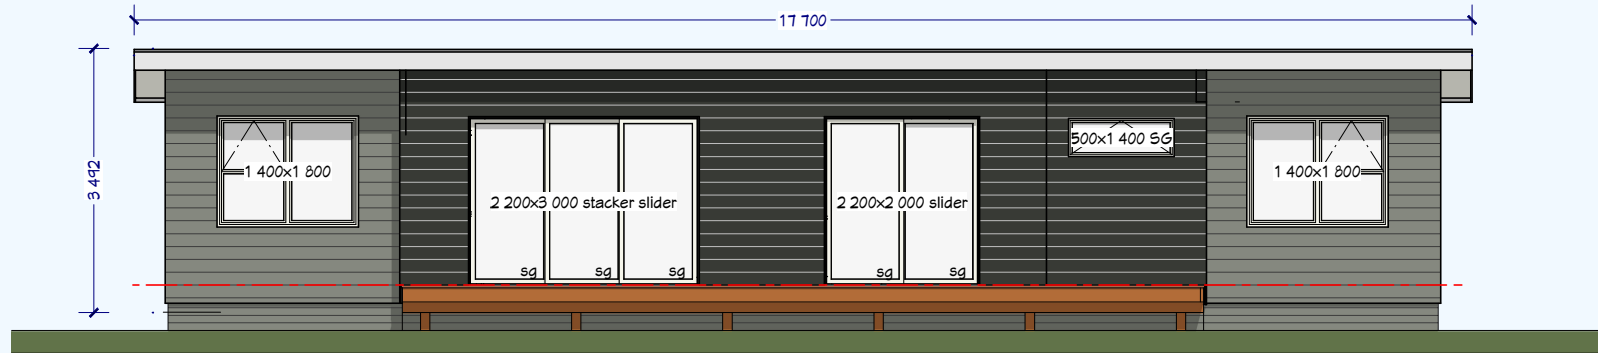 17 700
3 492
500x1 400 SG
1 400x1 800
1 400x1 800
2 200x3 000 stacker slider
2 200x2 000 slider
sg sg sg sg sg